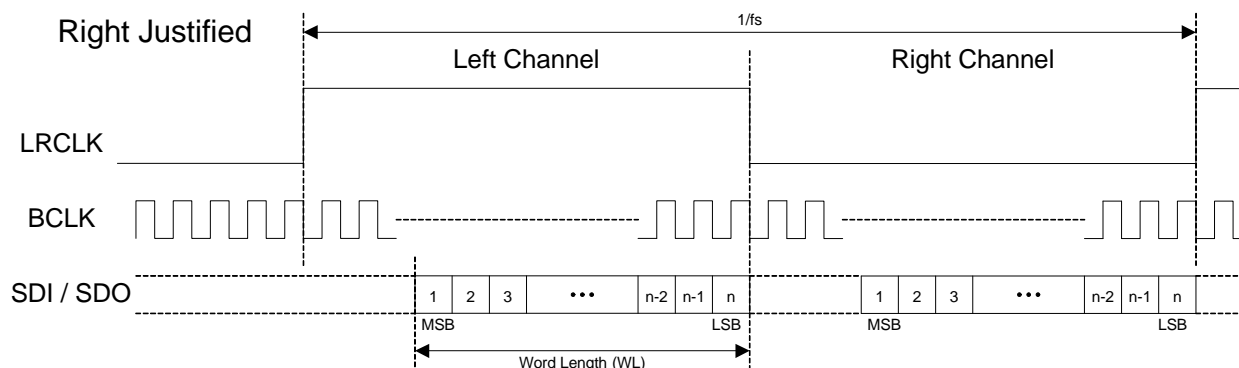 Right Justified
1/fs
Left Channel
Right Channel
LRCLK
BCLK
SDI / SDO
1 2 3 ••• n-2 n-1 n
1 2 3 ••• n-2 n-1 n
MSB LSB
MSB LSB
Word Length (WL)